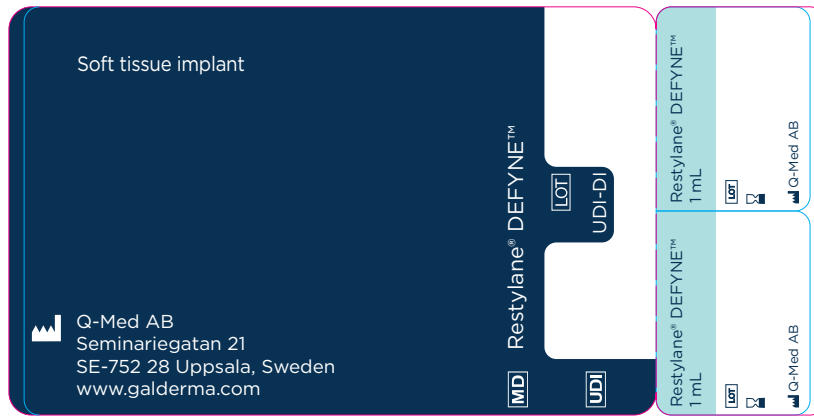 Soft tissue implant
Q-Med AB
Seminariegatan 21
SE-752 28 Uppsala, Sweden
www.galderma.com
MD Restylane® DEFYNE™
UDI
LOT
UDI-DI
Restylane® DEFYNE™
1 mL
LOT
Q-Med AB
Restylane® DEFYNE™
1 mL
LOT
Q-Med AB